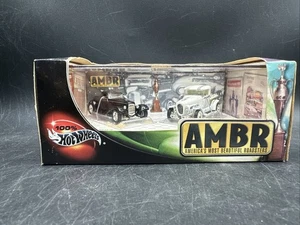 AMBR
100%
HOT WHEELS
AMBR
AMERICA'S MOST BEAUTIFUL ROADSTERS